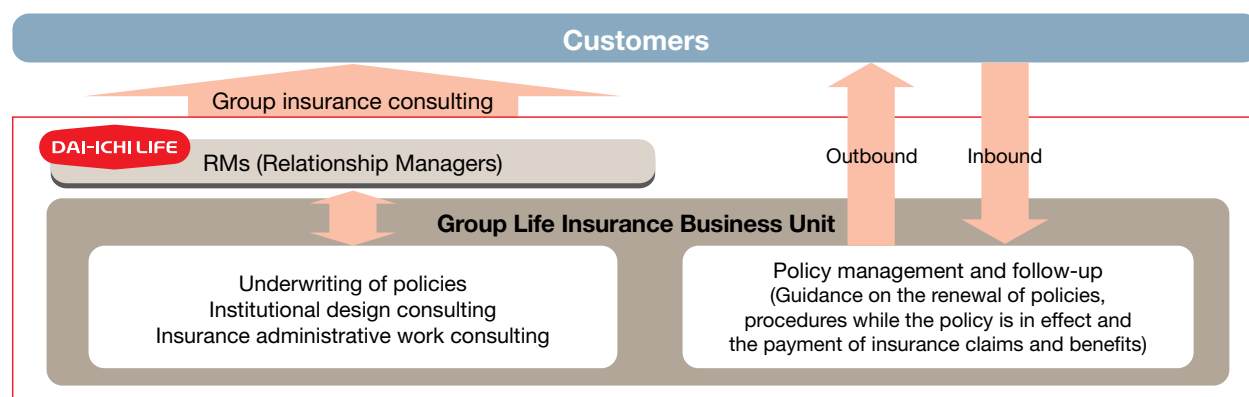 Customers
Group insurance consulting
DAI-ICHI LIFE
RMs (Relationship Managers)
Outbound
Inbound
Group Life Insurance Business Unit
Underwriting of policies
Institutional design consulting
Insurance administrative work consulting
Policy management and follow-up
(Guidance on the renewal of policies,
procedures while the policy is in effect and
the payment of insurance claims and benefits)